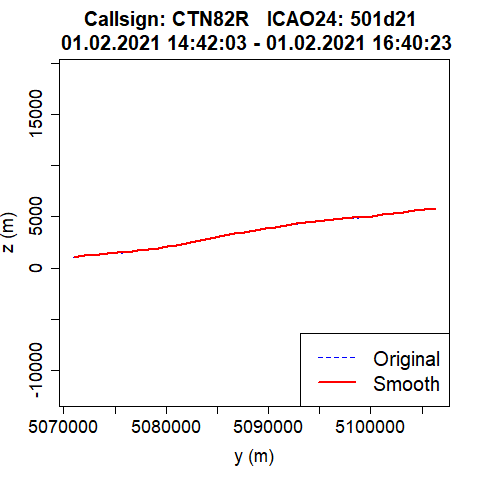 Callsign: CTN82R   ICAO24: 501d21
01.02.2021 14:42:03 - 01.02.2021 16:40:23
z (m)
15000
5000
0
-10000
Original
Smooth
5070000 5080000 5090000 5100000
y (m)